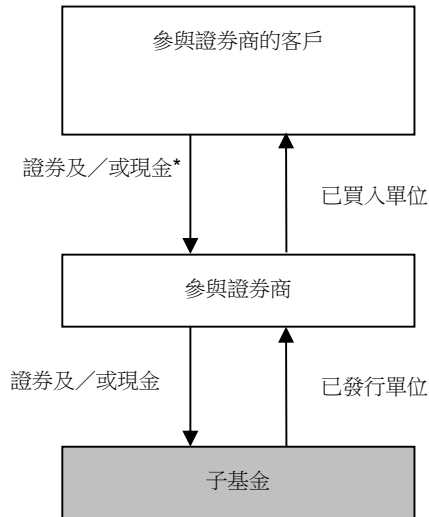 參與證券商的客戶
證券及／或現金*
已買入單位
參與證券商
證券及／或現金
已發行單位
子基金